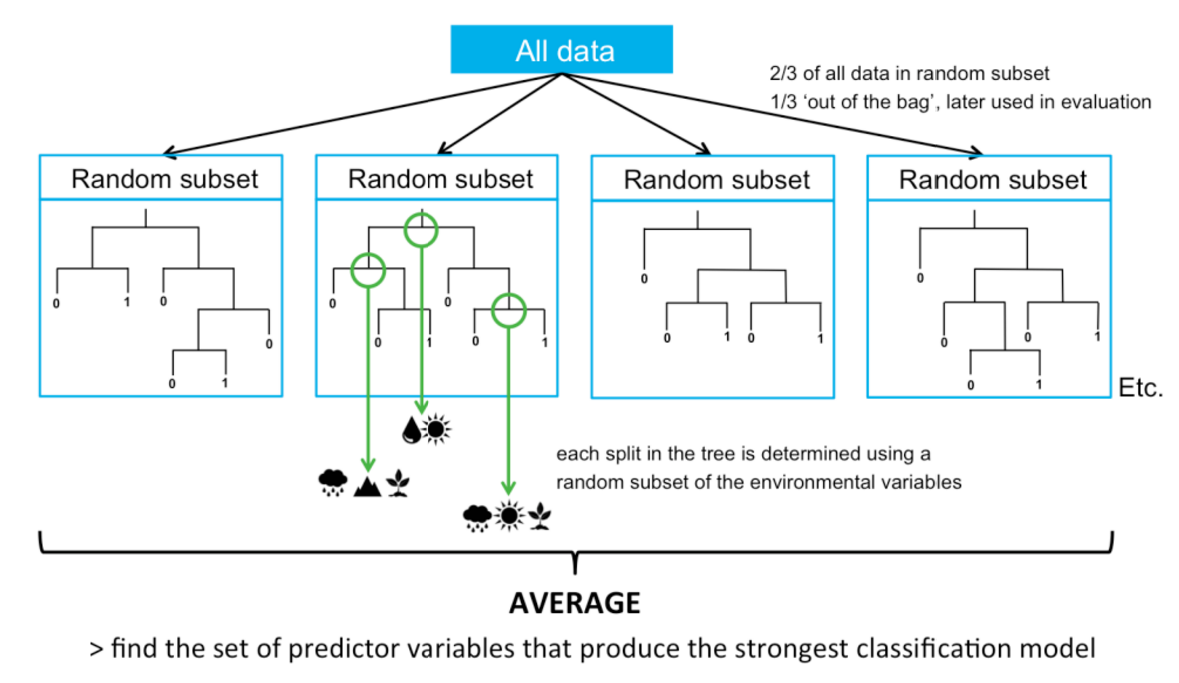 All data
2/3 of all data in random subset
1/3 ‘out of the bag’, later used in evaluation
Random subset
Random subset
Random subset
Random subset
0 1 0 0 0 1
0 0 1 0 0 1
0 0 1 0 1
0 0 0 1 0 1
Etc.
each split in the tree is determined using a
random subset of the environmental variables
AVERAGE
> find the set of predictor variables that produce the strongest classification model